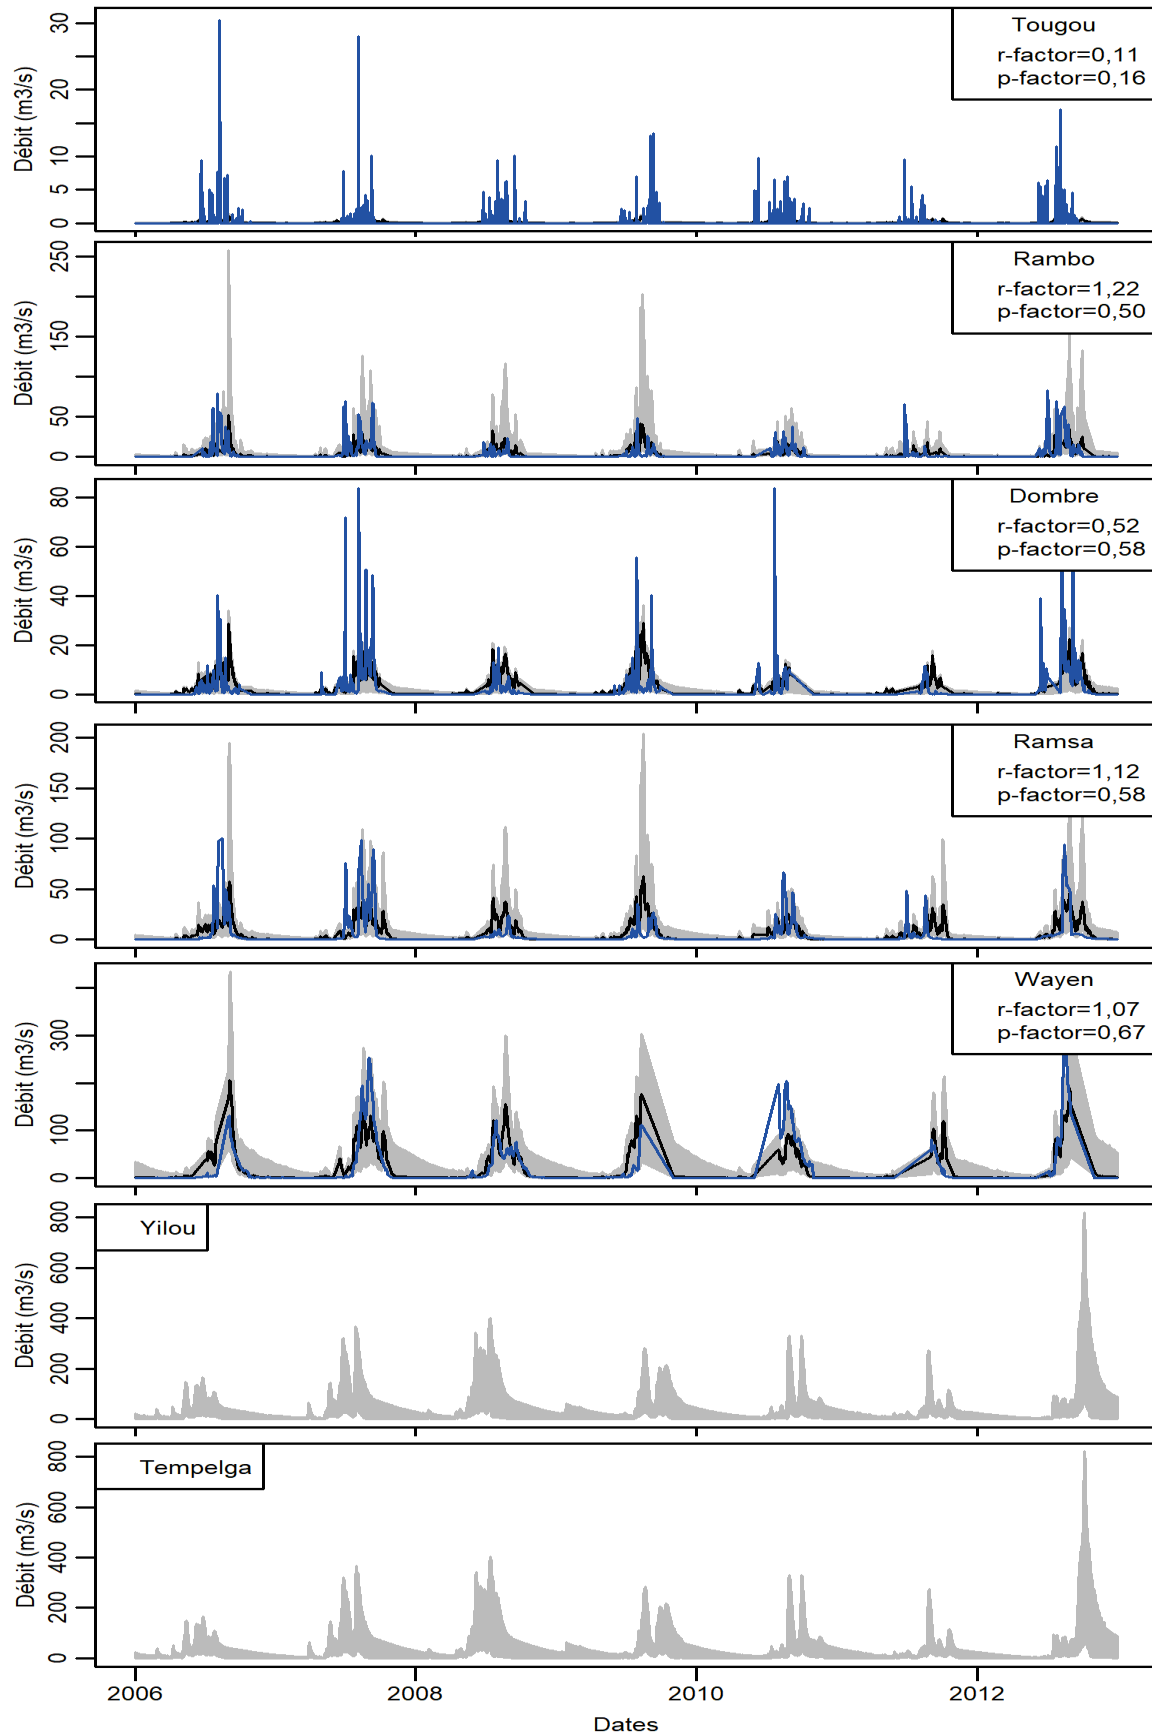 Tougou
r-factor=0,11
p-factor=0,16
Débit (m3/s)
30
20
10
5
0
Rambo
r-factor=1,22
p-factor=0,50
Débit (m3/s)
250
150
50
0
Dombre
r-factor=0,52
p-factor=0,58
Débit (m3/s)
80
60
40
20
0
Ramsa
r-factor=1,12
p-factor=0,58
Débit (m3/s)
200
150
100
50
0
Wayen
r-factor=1,07
p-factor=0,67
Débit (m3/s)
300
100
0
Yilou
Débit (m3/s)
800
600
400
200
0
Tempelga
Débit (m3/s)
800
600
400
200
0
2006 2008 2010 2012
Dates